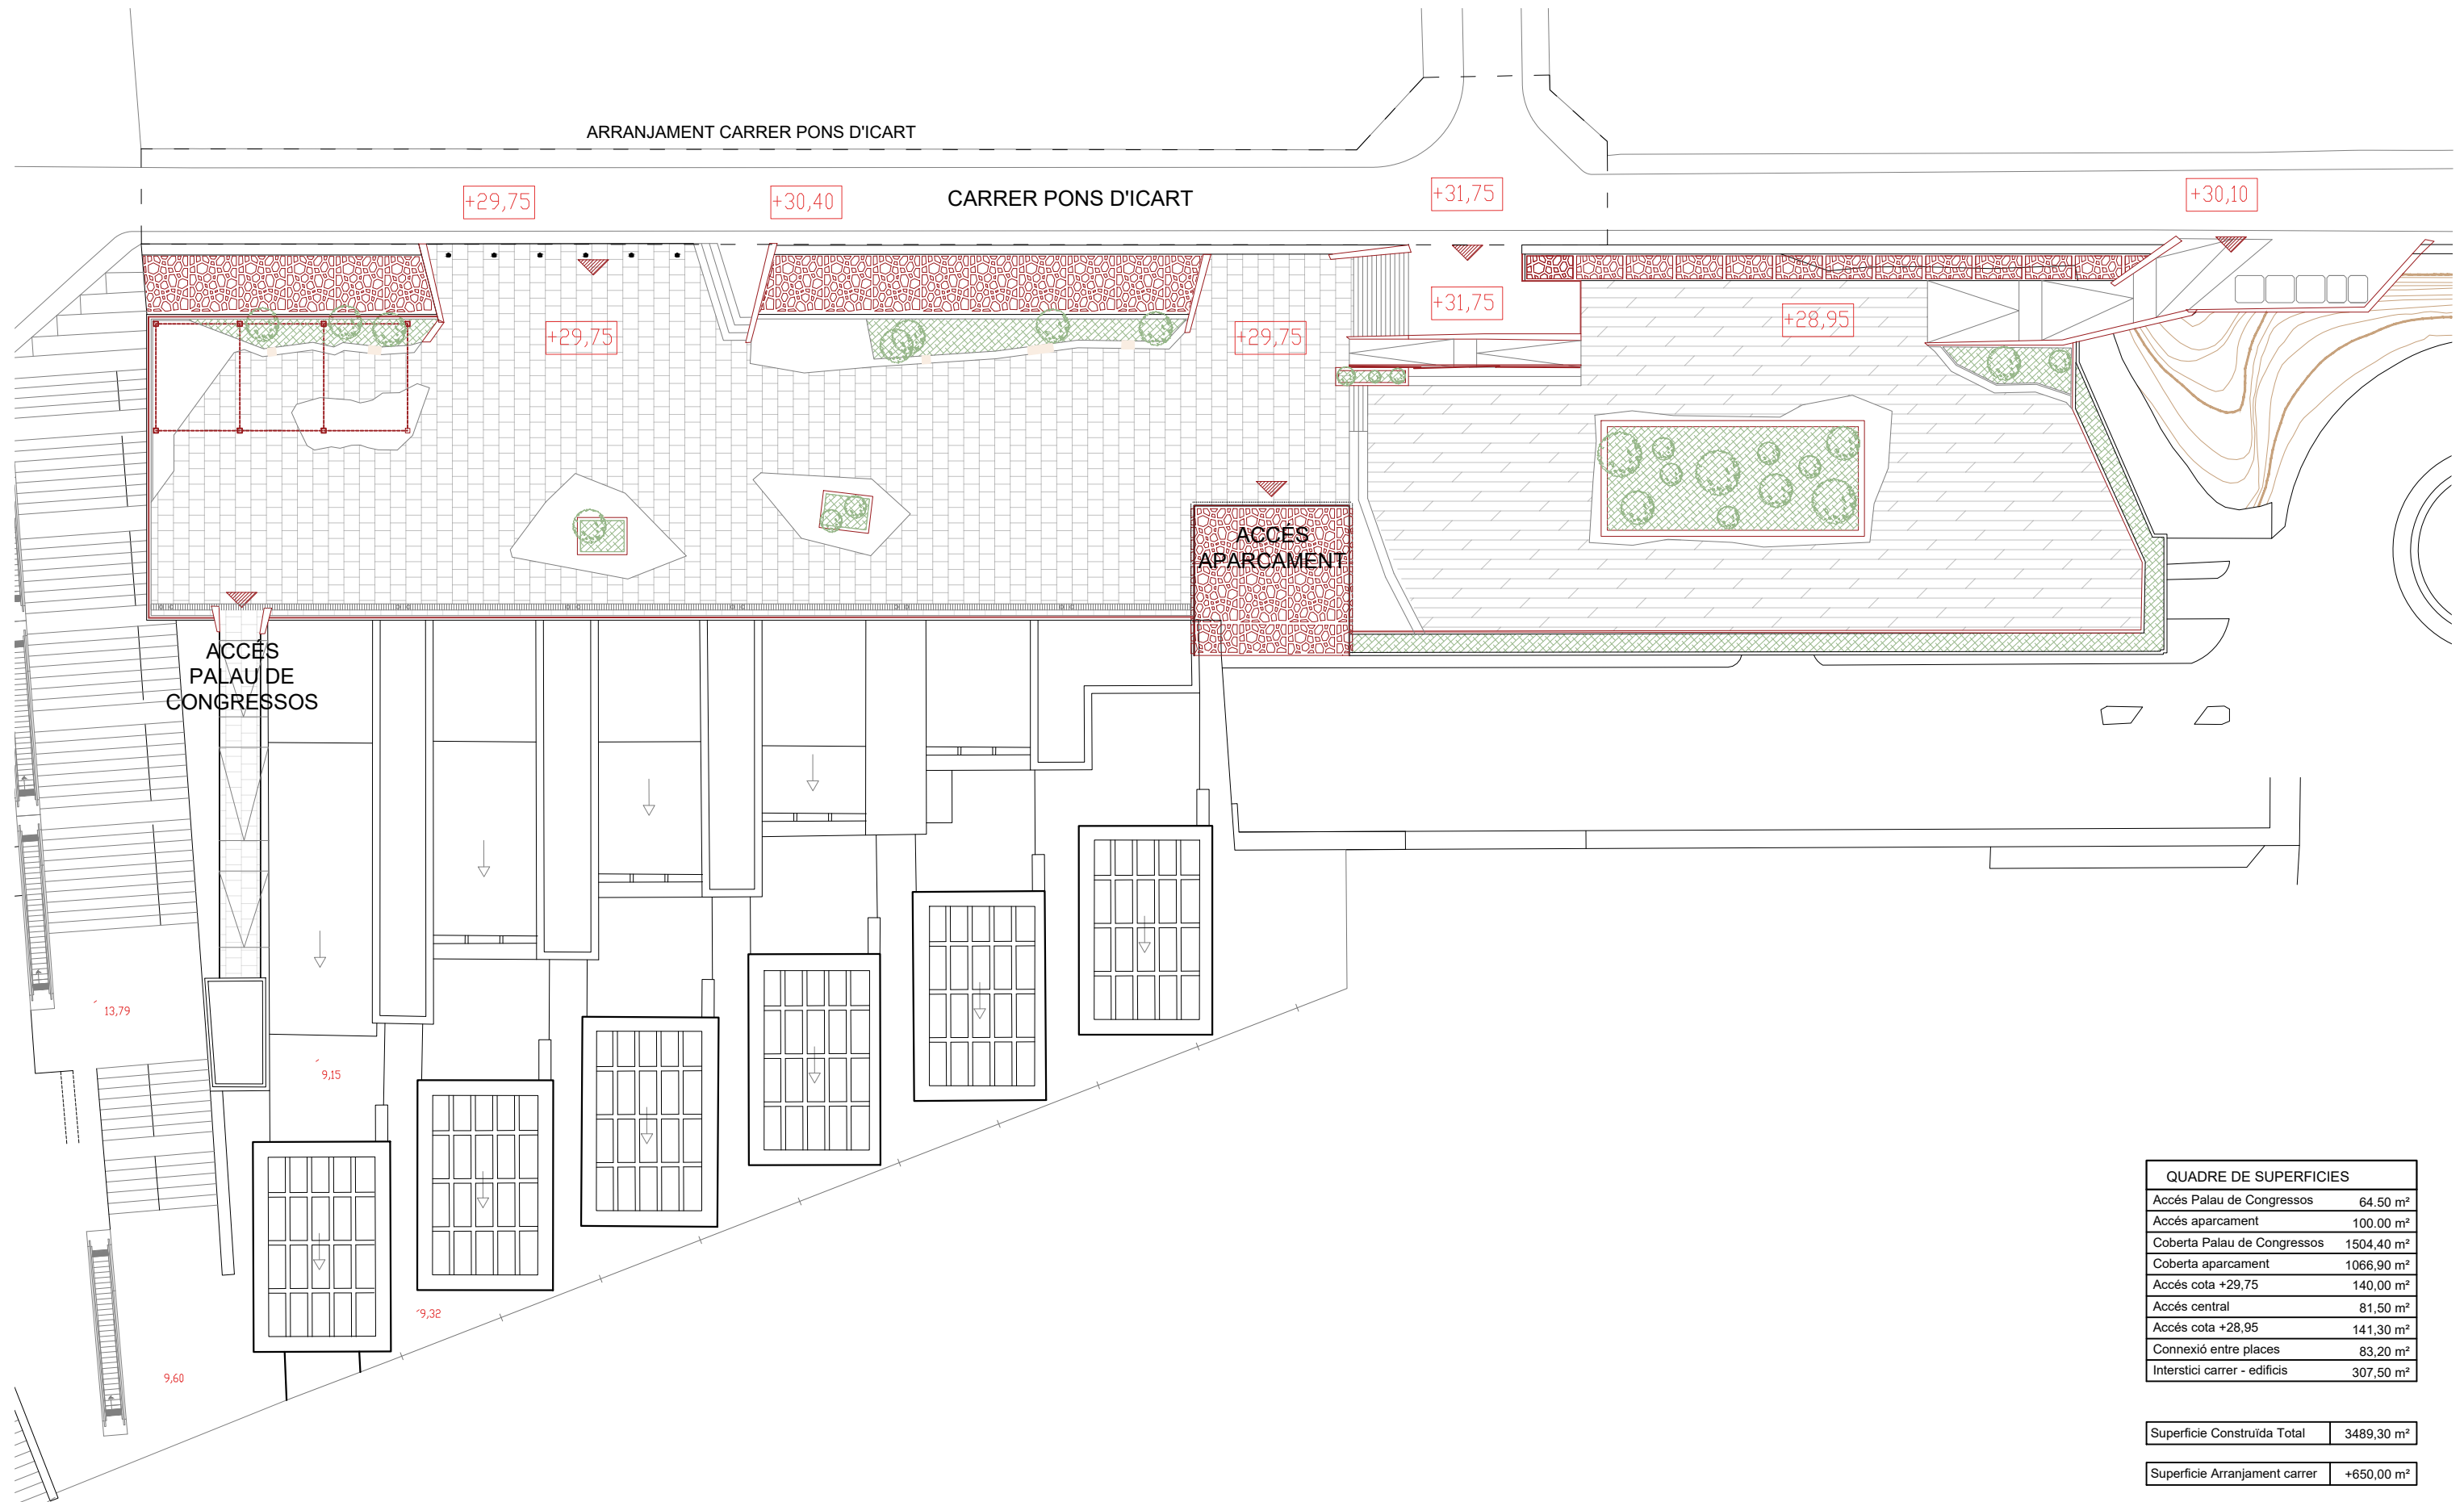 ARRANJAMENT CARRER PONS D'ICART
+29,75
+30,40
CARRER PONS D'ICART
+31,75
+30,10
+29,75
+29,75
+31,75
+28,95
ACCÉS
APARCAMENT
ACCÉS
PALAU DE
CONGRESSOS
13,79
9,15
9,32
9,60
QUADRE DE SUPERFICIES
Accés Palau de Congressos 64.50 m²
Accés aparcament 100.00 m²
Coberta Palau de Congressos 1504,40 m²
Coberta aparcament 1066,90 m²
Accés cota +29,75 140,00 m²
Accés central 81,50 m²
Accés cota +28,95 141,30 m²
Connexió entre places 83,20 m²
Interstici carrer - edificis 307,50 m²
Superficie Construïda Total 3489,30 m²
Superficie Arranjament carrer +650,00 m²